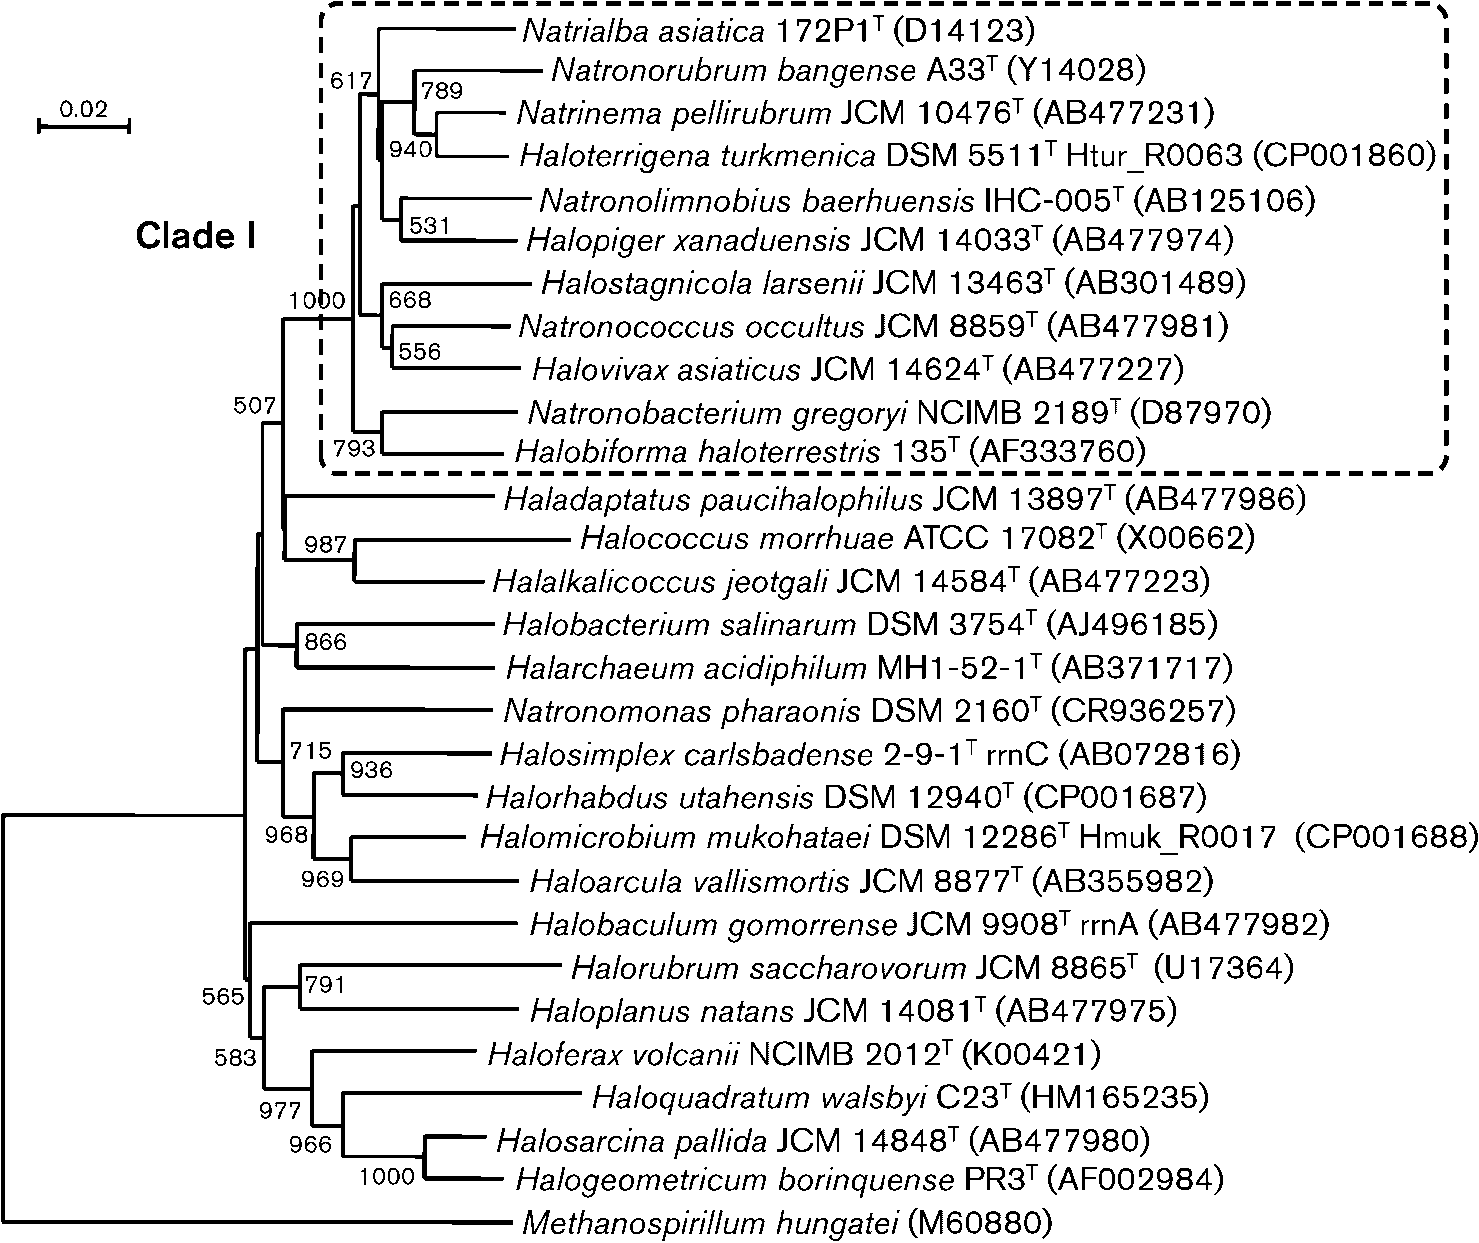 Natrialba asiatica 172P1ᵀ (D14123)
Natronorubrum bangense A33ᵀ (Y14028)
617
789
0.02
Natrinema pellirubrum JCM 10476ᵀ (AB477231)
940
Haloterrigena turkmenica DSM 5511ᵀ Htur_R0063 (CP001860)
Natronolimnobius baerhuensis IHC-005ᵀ (AB125106)
531
Clade I
Halopiger xanaduensis JCM 14033ᵀ (AB477974)
Halostagnicola larsenii JCM 13463ᵀ (AB301489)
1000
668
Natronococcus occultus JCM 8859ᵀ (AB477981)
556
Halovivax asiaticus JCM 14624ᵀ (AB477227)
507
Natronobacterium gregoryi NCIMB 2189ᵀ (D87970)
793
Halobiforma haloterrestris 135ᵀ (AF333760)
Haladaptatus paucihalophilus JCM 13897ᵀ (AB477986)
987
Halococcus morrhuae ATCC 17082ᵀ (X00662)
Halalkalicoccus jeotgali JCM 14584ᵀ (AB477223)
Halobacterium salinarum DSM 3754ᵀ (AJ496185)
866
Halarchaeum acidiphilum MH1-52-1ᵀ (AB371717)
Natronomonas pharaonis DSM 2160ᵀ (CR936257)
715
Halosimplex carlsbadense 2-9-1ᵀ rrnC (AB072816)
936
Halorhabdus utahensis DSM 12940ᵀ (CP001687)
968
Halomicrobium mukohataei DSM 12286ᵀ Hmuk_R0017 (CP001688)
969
Haloarcula vallismortis JCM 8877ᵀ (AB355982)
Halobaculum gomorrense JCM 9908ᵀ rrnA (AB477982)
Halorubrum saccharovorum JCM 8865ᵀ (U17364)
791
565
Haloplanus natans JCM 14081ᵀ (AB477975)
583
Haloferax volcanii NCIMB 2012ᵀ (K00421)
Haloquadratum walsbyi C23ᵀ (HM165235)
977
966
Halosarcina pallida JCM 14848ᵀ (AB477980)
1000
Halogeometricum borinquense PR3ᵀ (AF002984)
Methanospirillum hungatei (M60880)